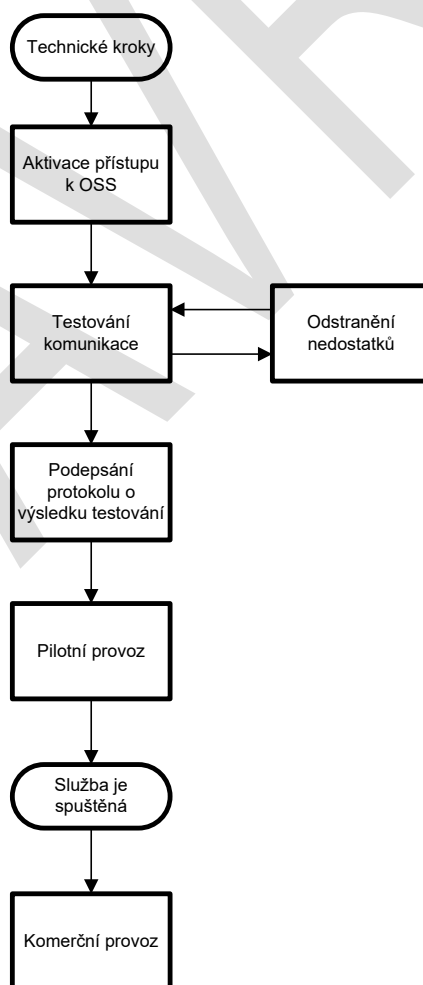 Technické kroky
Aktivace přístupu
k OSS
Testování
komunikace
Odstranění
nedostatků
Podepsání
protokolu o
výsledku testování
Pilotní provoz
Služba je
spuštěná
Komerční provoz